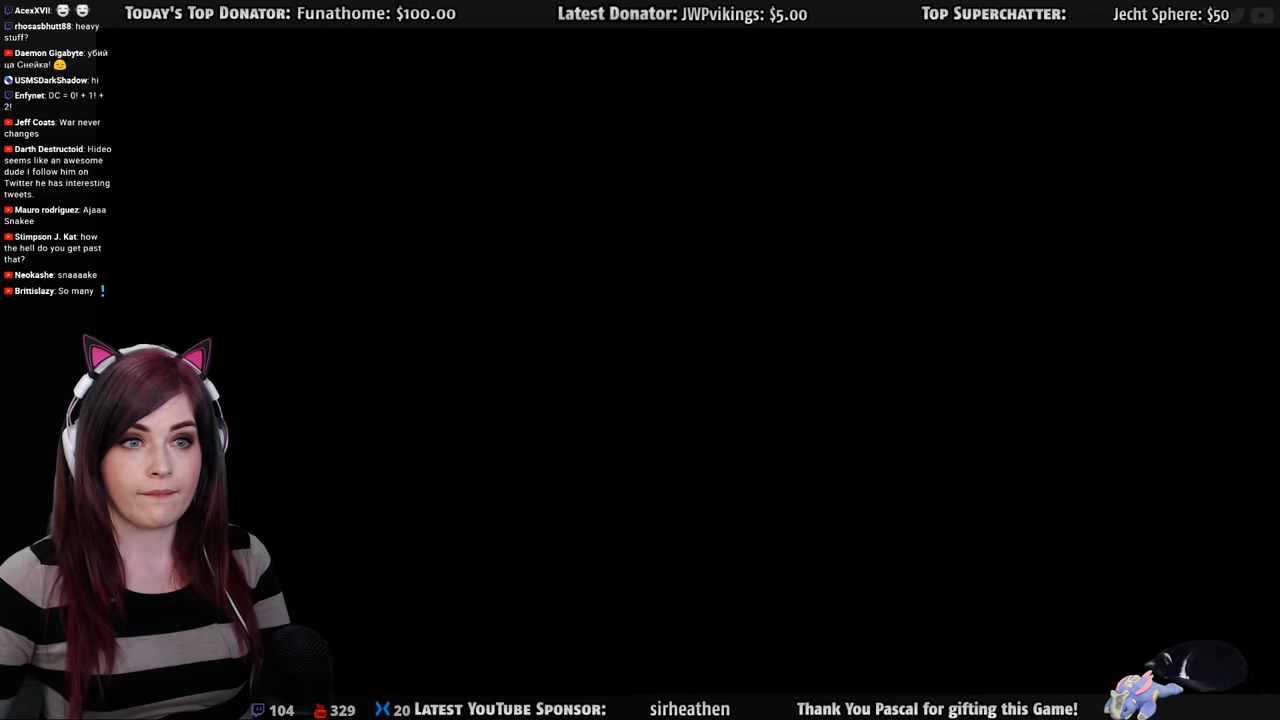 Today's Top Donator: Funathome: $100.00
Latest Donator: JWPvikings: $5.00
Top Superchatter: Jecht Sphere: $50
AcexXVII:
rhosasbhutt88: heavy
stuff?
Daemon Gigabyte: убий
ца Снейка!
USMSDarkShadow: hi
Enfynet: DC = 0! + 1! +
2!
Jeff Coats: War never
changes
Darth Destructoid: Hideo
seems like an awesome
dude I follow him on
Twitter he has interesting
tweets.
Mauro rodriguez: Ajaaa
Snakee
Stimpson J. Kat: how
the hell do you get past
that?
Neokashe: snaaaake
Brittislazy: So many !
104 329 20 Latest YouTube Sponsor: sirheathen
Thank You Pascal for gifting this Game!